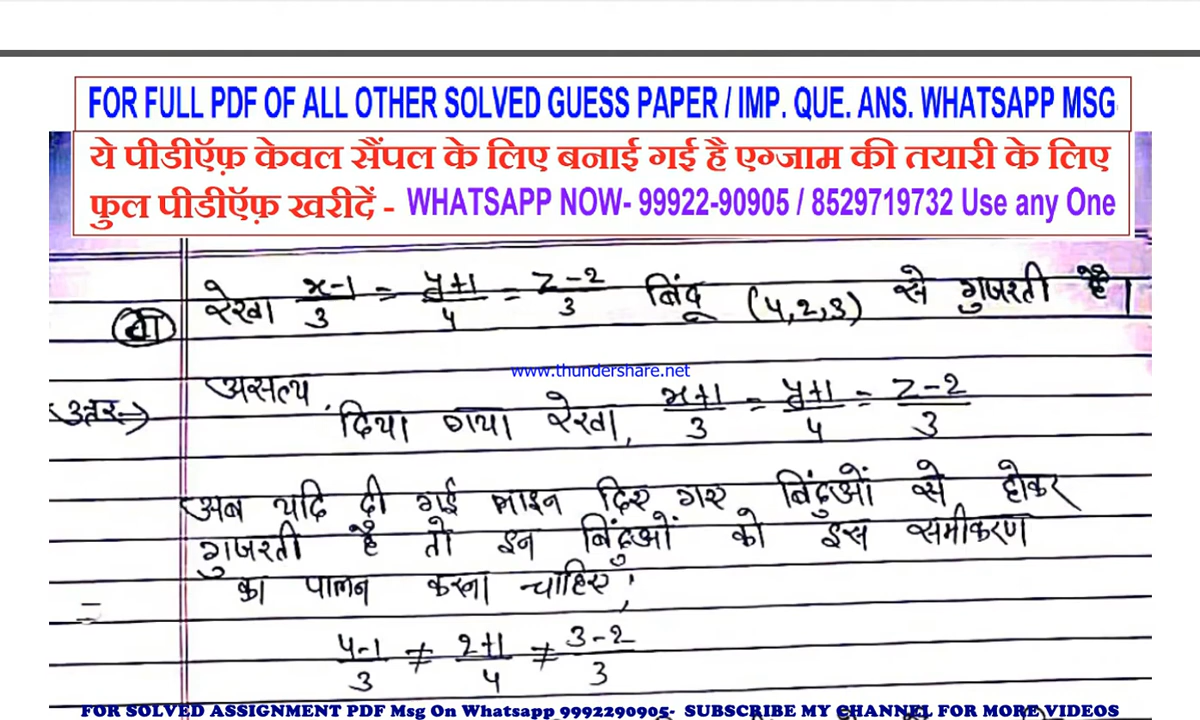 FOR FULL PDF OF ALL OTHER SOLVED GUESS PAPER / IMP. QUE. ANS. WHATSAPP MSG
ये पीडीऍफ़ केवल सैंपल के लिए बनाई गई है एग्जाम की तयारी के लिए
फुल पीडीऍफ़ खरीदें - WHATSAPP NOW- 99922-90905 / 8529719732 Use any One
रेखा (x-1)/3 = (y+1)/4 = (z-2)/3 बिंदू (4,2,3) से गुजरती है।
www.thundershare.net
उत्तर→ असत्य,
दिया गया रेखा, (x+1)/3 = (y+1)/4 = (z-2)/3
अब यदि दी गई लाइन दिए गए बिंदुओं से होकर
गुजरती है तो इन बिंदुओं को इस समीकरण
का पालन करना चाहिए,
= (4-1)/3 ≠ (2+1)/4 ≠ (3-2)/3
FOR SOLVED ASSIGNMENT PDF Msg On Whatsapp 9992290905- SUBSCRIBE MY CHANNEL FOR MORE VIDEOS